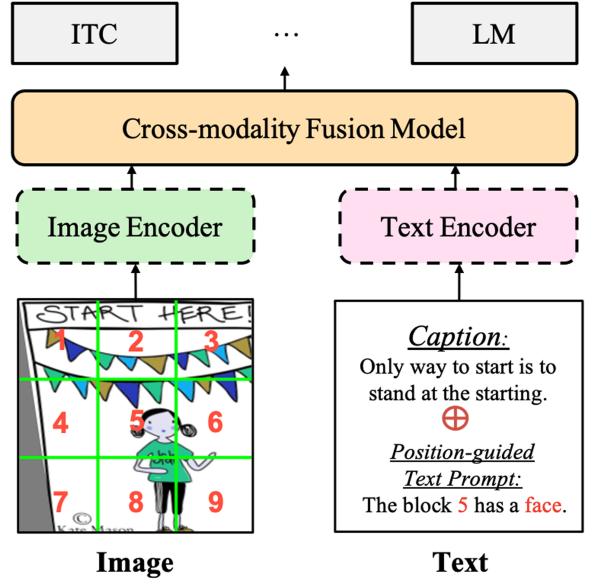 ITC ... LM
Cross-modality Fusion Model
Image Encoder Text Encoder
START HERE!
1 2 3
4 5 6
7 8 9
©
Kate Mason
Caption:
Only way to start is to
stand at the starting.
⊕
Position-guided
Text Prompt:
The block 5 has a face.
Image Text